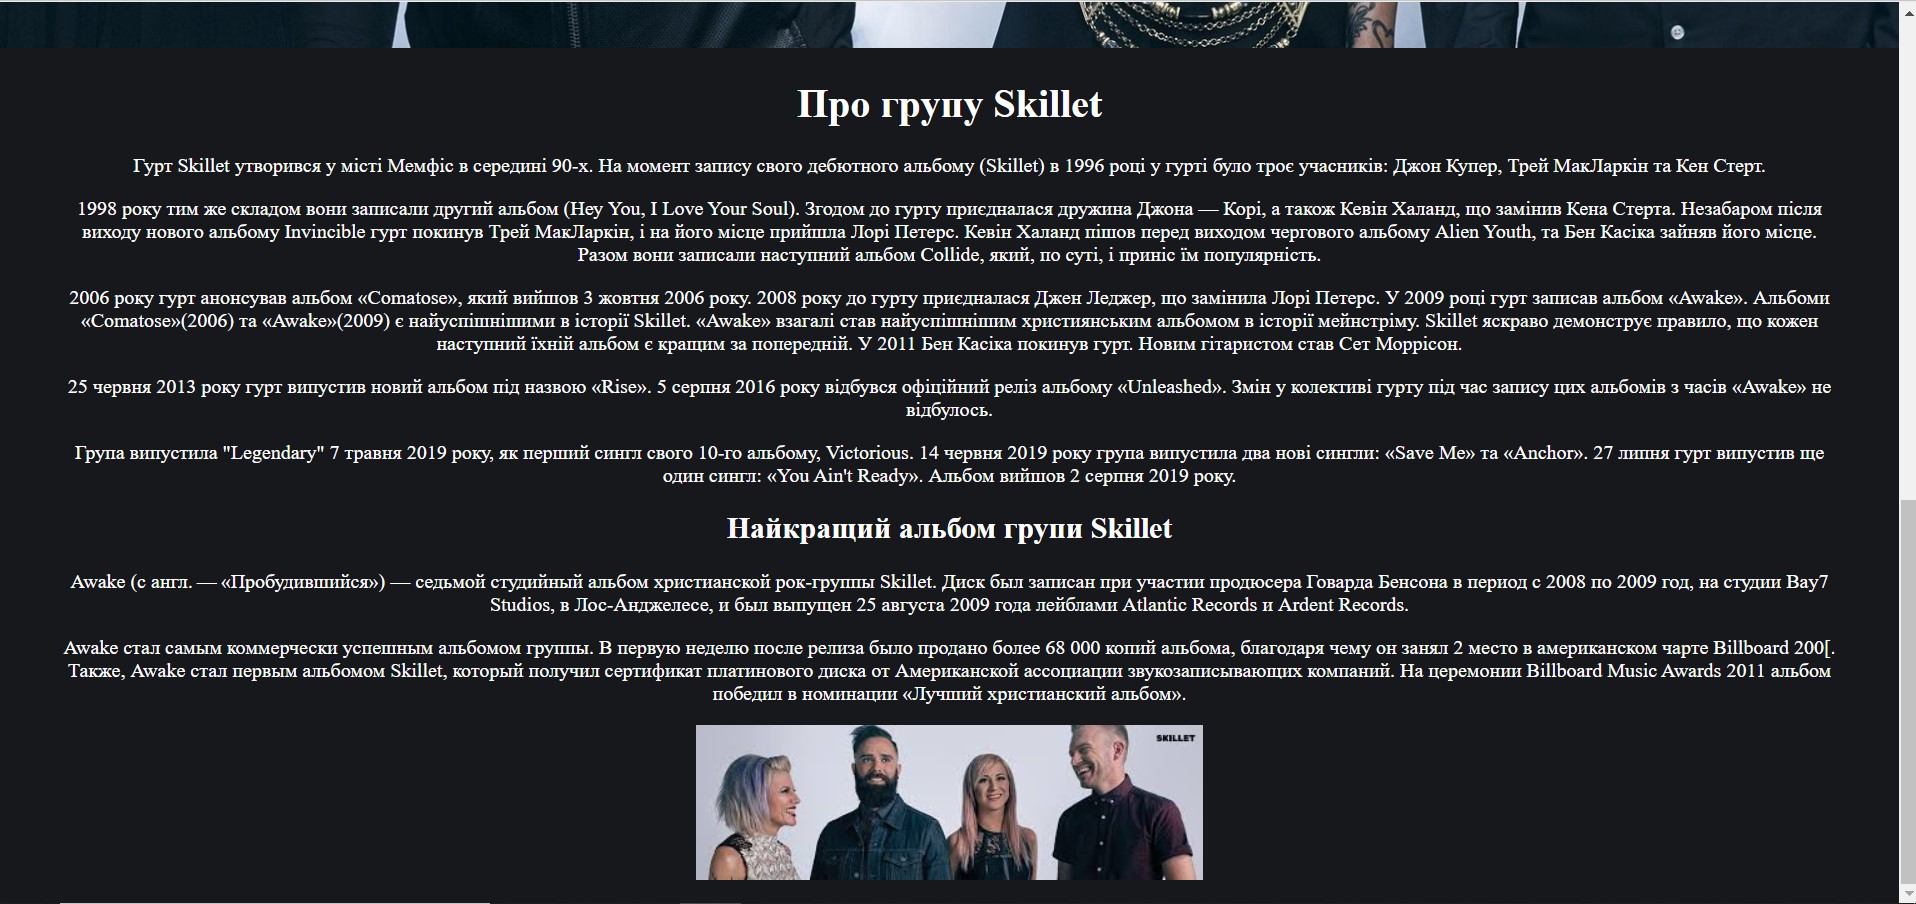 Про групу Skillet
Гурт Skillet утворився у місті Мемфіс в середині 90-х. На момент запису свого дебютного альбому (Skillet) в 1996 році у гурті було троє учасників: Джон Купер, Трей МакЛаркін та Кен Стерт.
1998 року тим же складом вони записали другий альбом (Hey You, I Love Your Soul). Згодом до гурту приєдналася дружина Джона — Корі, а також Кевін Халанд, що замінив Кена Стерта. Незабаром після
виходу нового альбому Invincible гурт покинув Трей МакЛаркін, і на його місце прийшла Лорі Петерс. Кевін Халанд пішов перед виходом чергового альбому Alien Youth, та Бен Касіка зайняв його місце.
Разом вони записали наступний альбом Collide, який, по суті, і приніс їм популярність.
2006 року гурт анонсував альбом «Comatose», який вийшов 3 жовтня 2006 року. 2008 року до гурту приєдналася Джен Леджер, що замінила Лорі Петерс. У 2009 році гурт записав альбом «Awake». Альбоми
«Comatose»(2006) та «Awake»(2009) є найуспішнішими в історії Skillet. «Awake» взагалі став найуспішнішим християнським альбомом в історії мейнстріму. Skillet яскраво демонструє правило, що кожен
наступний їхній альбом є кращим за попередній. У 2011 Бен Касіка покинув гурт. Новим гітаристом став Сет Моррісон.
25 червня 2013 року гурт випустив новий альбом під назвою «Rise». 5 серпня 2016 року відбувся офіційний реліз альбому «Unleashed». Змін у колективі гурту під час запису цих альбомів з часів «Awake» не
відбулось.
Група випустила "Legendary" 7 травня 2019 року, як перший сингл свого 10-го альбому, Victorious. 14 червня 2019 року група випустила два нові сингли: «Save Me» та «Anchor». 27 липня гурт випустив ще
один сингл: «You Ain't Ready». Альбом вийшов 2 серпня 2019 року.
Найкращий альбом групи Skillet
Awake (с англ. — «Пробудившийся») — седьмой студийный альбом христианской рок-группы Skillet. Диск был записан при участии продюсера Говарда Бенсона в период с 2008 по 2009 год, на студии Bay7
Studios, в Лос-Анджелесе, и был выпущен 25 августа 2009 года лейблами Atlantic Records и Ardent Records.
Awake стал самым коммерчески успешным альбомом группы. В первую неделю после релиза было продано более 68 000 копий альбома, благодаря чему он занял 2 место в американском чарте Billboard 200[.
Также, Awake стал первым альбомом Skillet, который получил сертификат платинового диска от Американской ассоциации звукозаписывающих компаний. На церемонии Billboard Music Awards 2011 альбом
победил в номинации «Лучший христианский альбом».
SKILLET